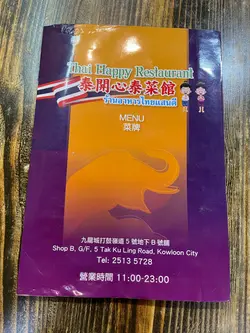 Thai Happy Restaurant
泰開心泰菜館
ร้านอาหารไทยแสนดี
MENU
菜牌
九龍城打鼓嶺道5號地下B號舖
Shop B, G/F, 5 Tak Ku Ling Road, Kowloon City
Tel: 2513 5728
營業時間 11:00-23:00